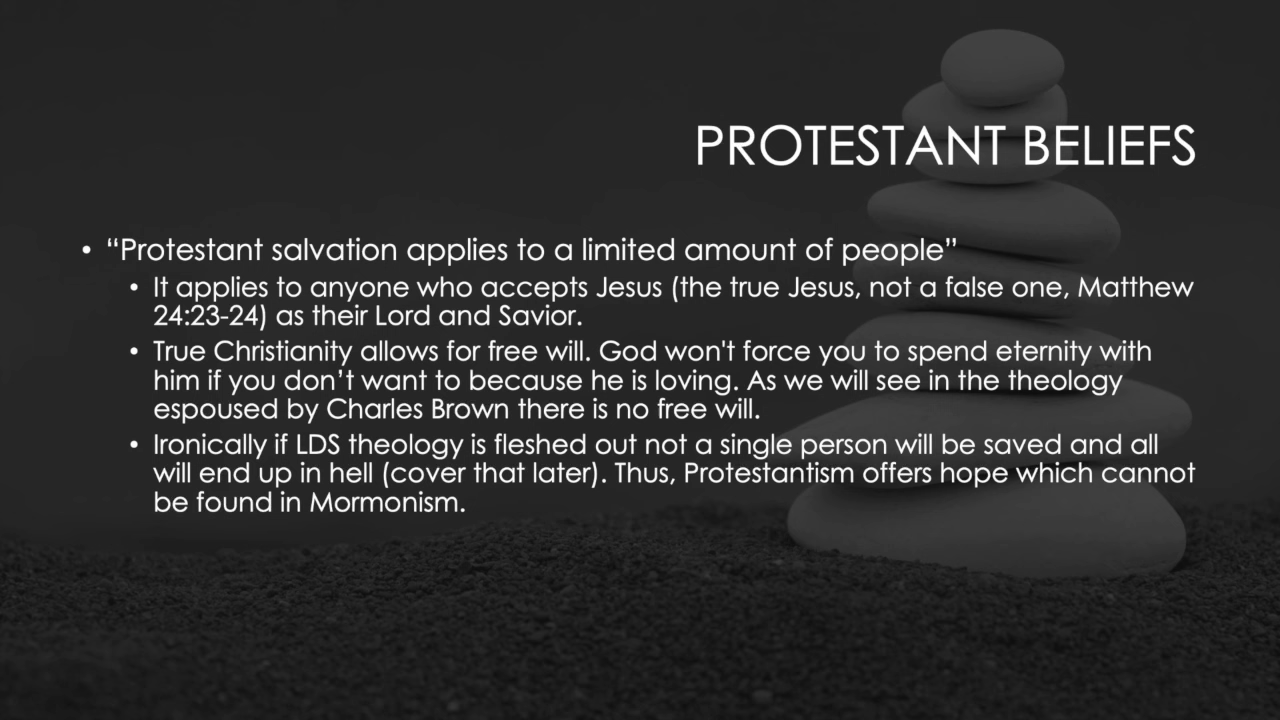 PROTESTANT BELIEFS
• “Protestant salvation applies to a limited amount of people”
• It applies to anyone who accepts Jesus (the true Jesus, not a false one, Matthew
24:23-24) as their Lord and Savior.
• True Christianity allows for free will. God won't force you to spend eternity with
him if you don’t want to because he is loving. As we will see in the theology
espoused by Charles Brown there is no free will.
• Ironically if LDS theology is fleshed out not a single person will be saved and all
will end up in hell (cover that later). Thus, Protestantism offers hope which cannot
be found in Mormonism.